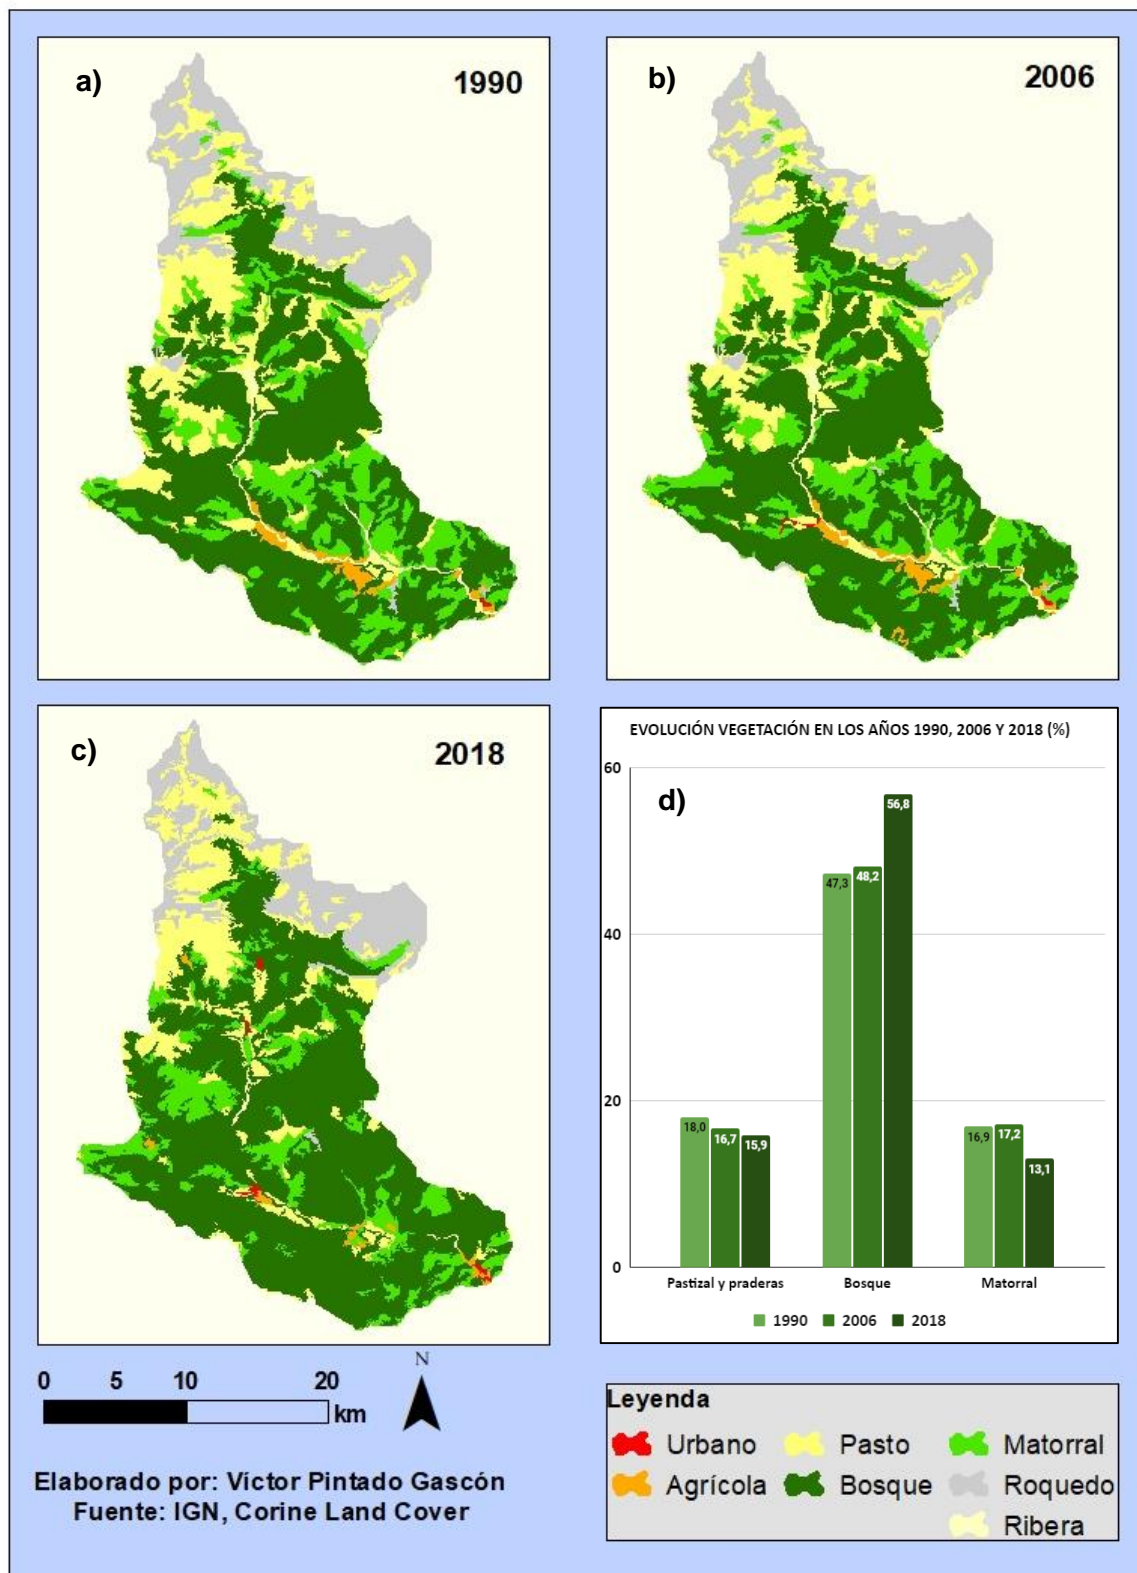 a)
1990
b)
2006
c)
2018
EVOLUCIÓN VEGETACIÓN EN LOS AÑOS 1990, 2006 Y 2018 (%)
d)
60
40
20
0
18,0
16,7
15,9
47,3
48,2
56,8
16,9
17,2
13,1
Pastizal y praderas
Bosque
Matorral
1990 2006 2018
N
0 5 10 20
km
Elaborado por: Víctor Pintado Gascón
Fuente: IGN, Corine Land Cover
Leyenda
Urbano Pasto Matorral
Agrícola Bosque Roquedo
Ribera